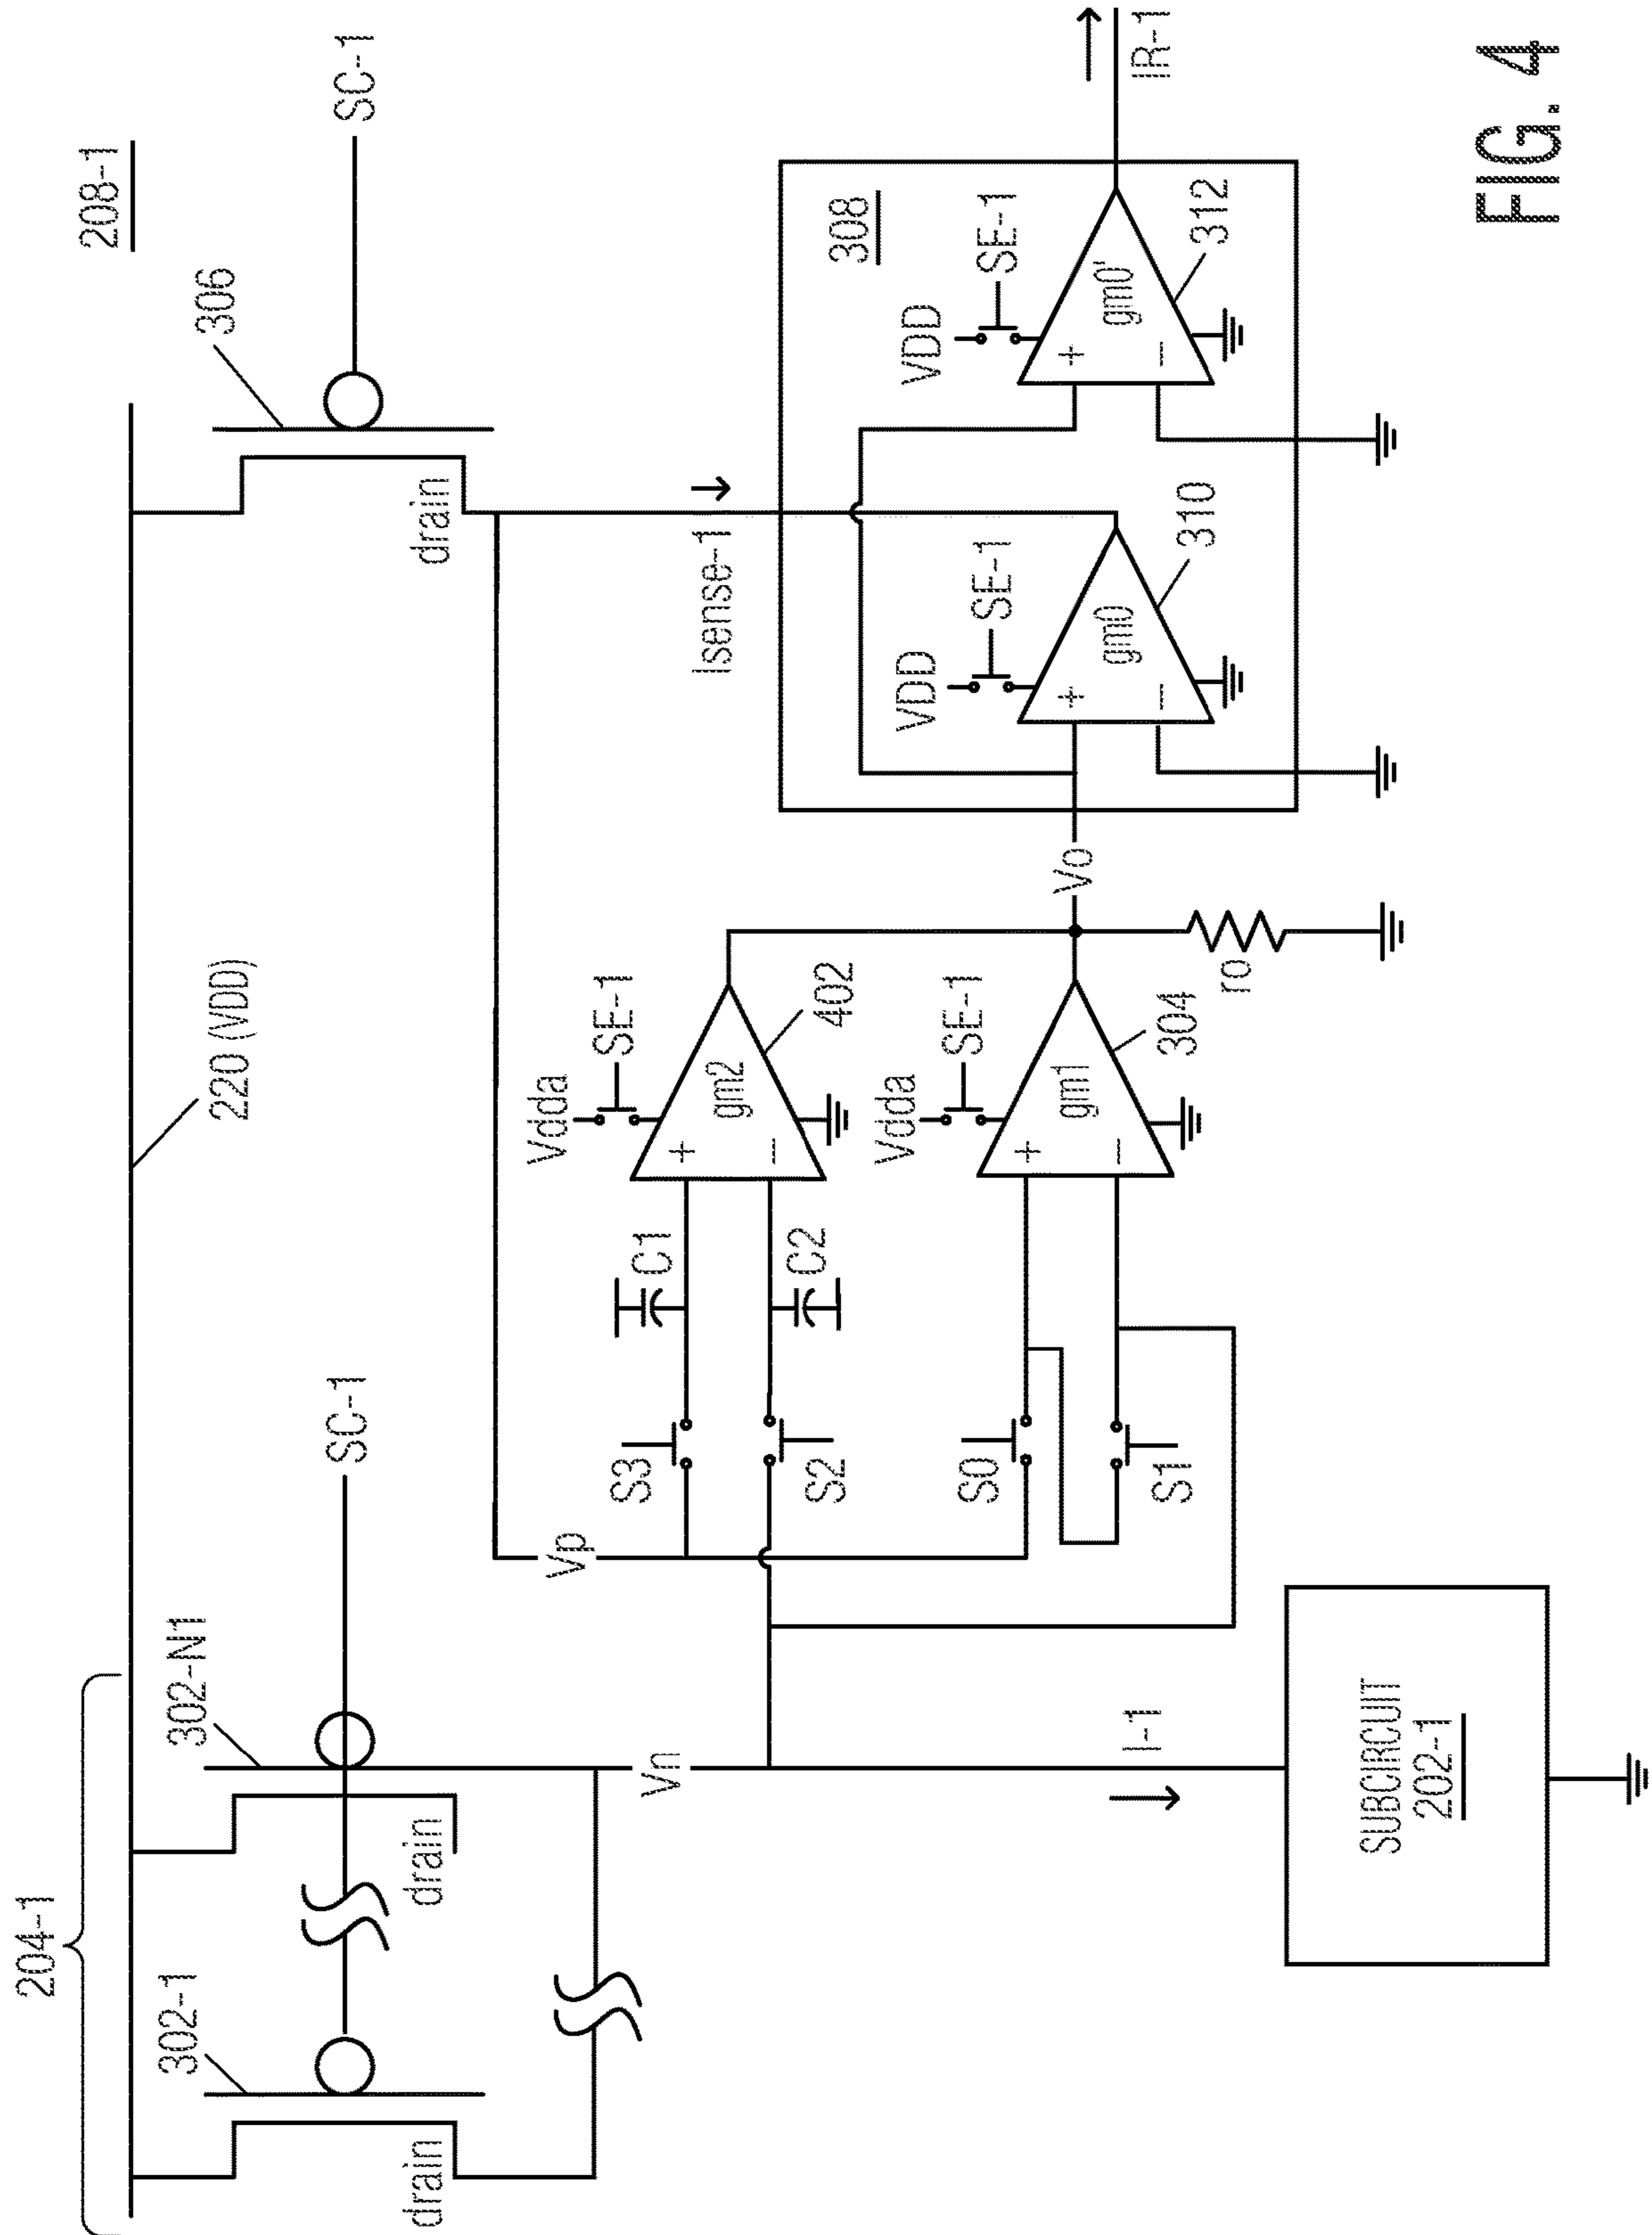 204-1
302-1
302-N1
SC-1
220 (VDD)
208-1
306
SC-1
drain
drain
drain
Vn
Vp
Isense-1
S3
S2
C1
C2
Vdda
SE-1
gm2
+
−
402
S0
S1
Vdda
SE-1
gm1
+
−
304
ro
Vo
308
VDD
SE-1
gm0
+
−
310
VDD
SE-1
gm0'
+
−
312
IR-1
I-1
SUBCIRCUIT
202-1
FIG. 4